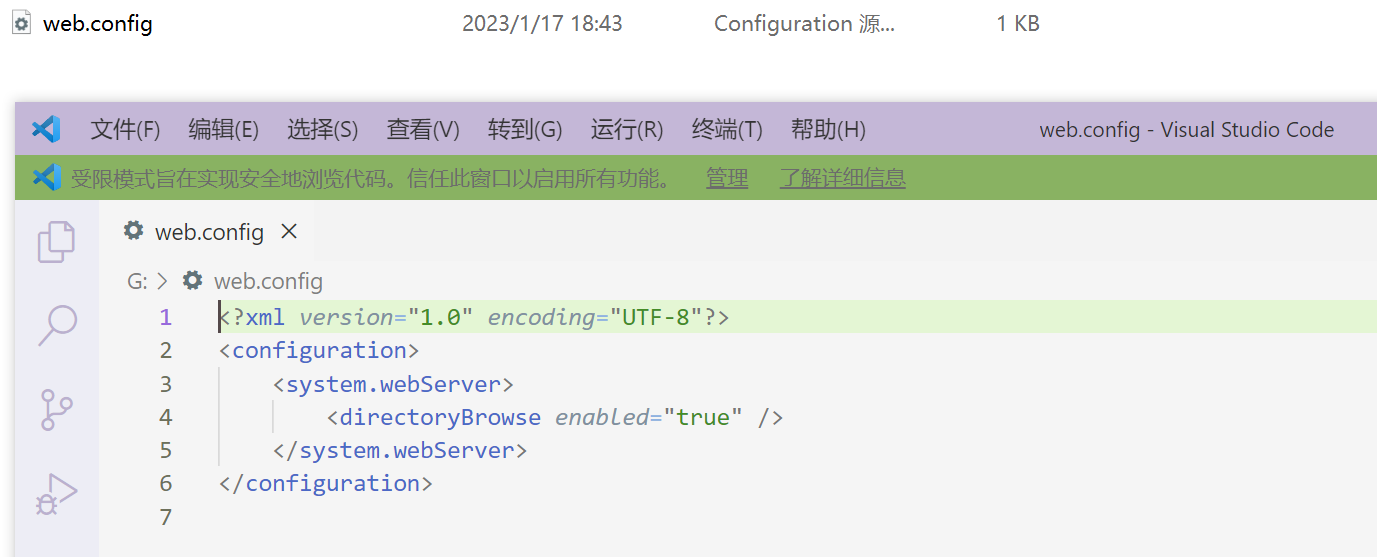 web.config 2023/1/17 18:43 Configuration 源... 1 KB
文件(F) 编辑(E) 选择(S) 查看(V) 转到(G) 运行(R) 终端(T) 帮助(H) web.config - Visual Studio Code
受限模式旨在实现安全地浏览代码。信任此窗口以启用所有功能。 管理 了解详细信息
web.config
G: > web.config
1 <?xml version="1.0" encoding="UTF-8"?>
2 <configuration>
3 <system.webServer>
4 <directoryBrowse enabled="true" />
5 </system.webServer>
6 </configuration>
7